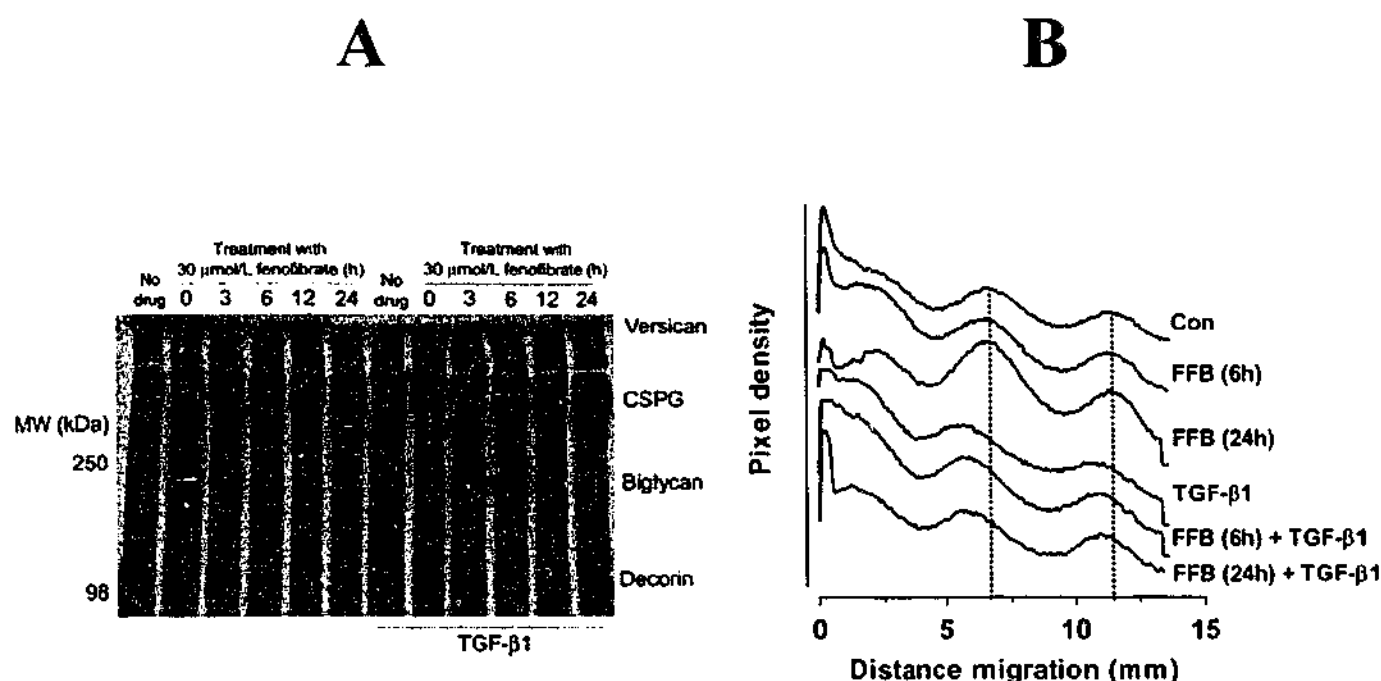 A
B
Treatment with
30 μmol/L fenofibrate (h)
No
drug 0 3 6 12 24
Treatment with
30 μmol/L fenofibrate (h)
No
drug 0 3 6 12 24
Versican
CSPG
MW (kDa)
250
Biglycan
Decorin
98
TGF-β1
Pixel density
Con
FFB (6h)
FFB (24h)
TGF-β1
FFB (6h) + TGF-β1
FFB (24h) + TGF-β1
0 5 10 15
Distance migration (mm)